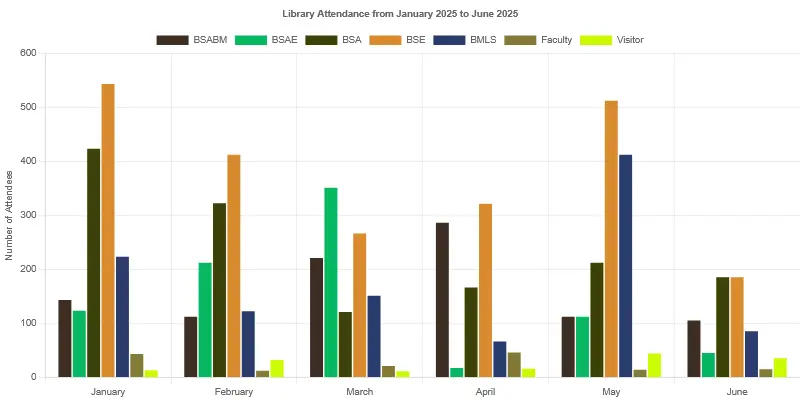 Library Attendance from January 2025 to June 2025
BSABM BSAE BSA BSE BMLS Faculty Visitor
Number of Attendees
600
500
400
300
200
100
0
January February March April May June